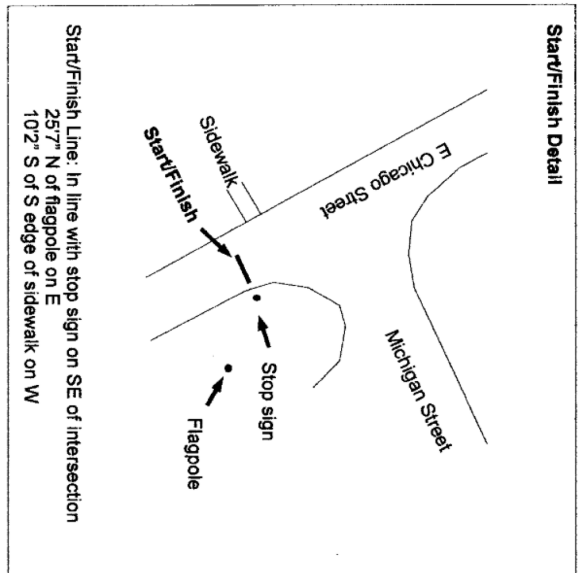 Start/Finish Detail
E Chicago Street
Michigan Street
Sidewalk
Start/Finish
Stop sign
Flagpole
Start/Finish Line: In line with stop sign on SE of intersection
25'7" N of flagpole on E
10'2" S of S edge of sidewalk on W